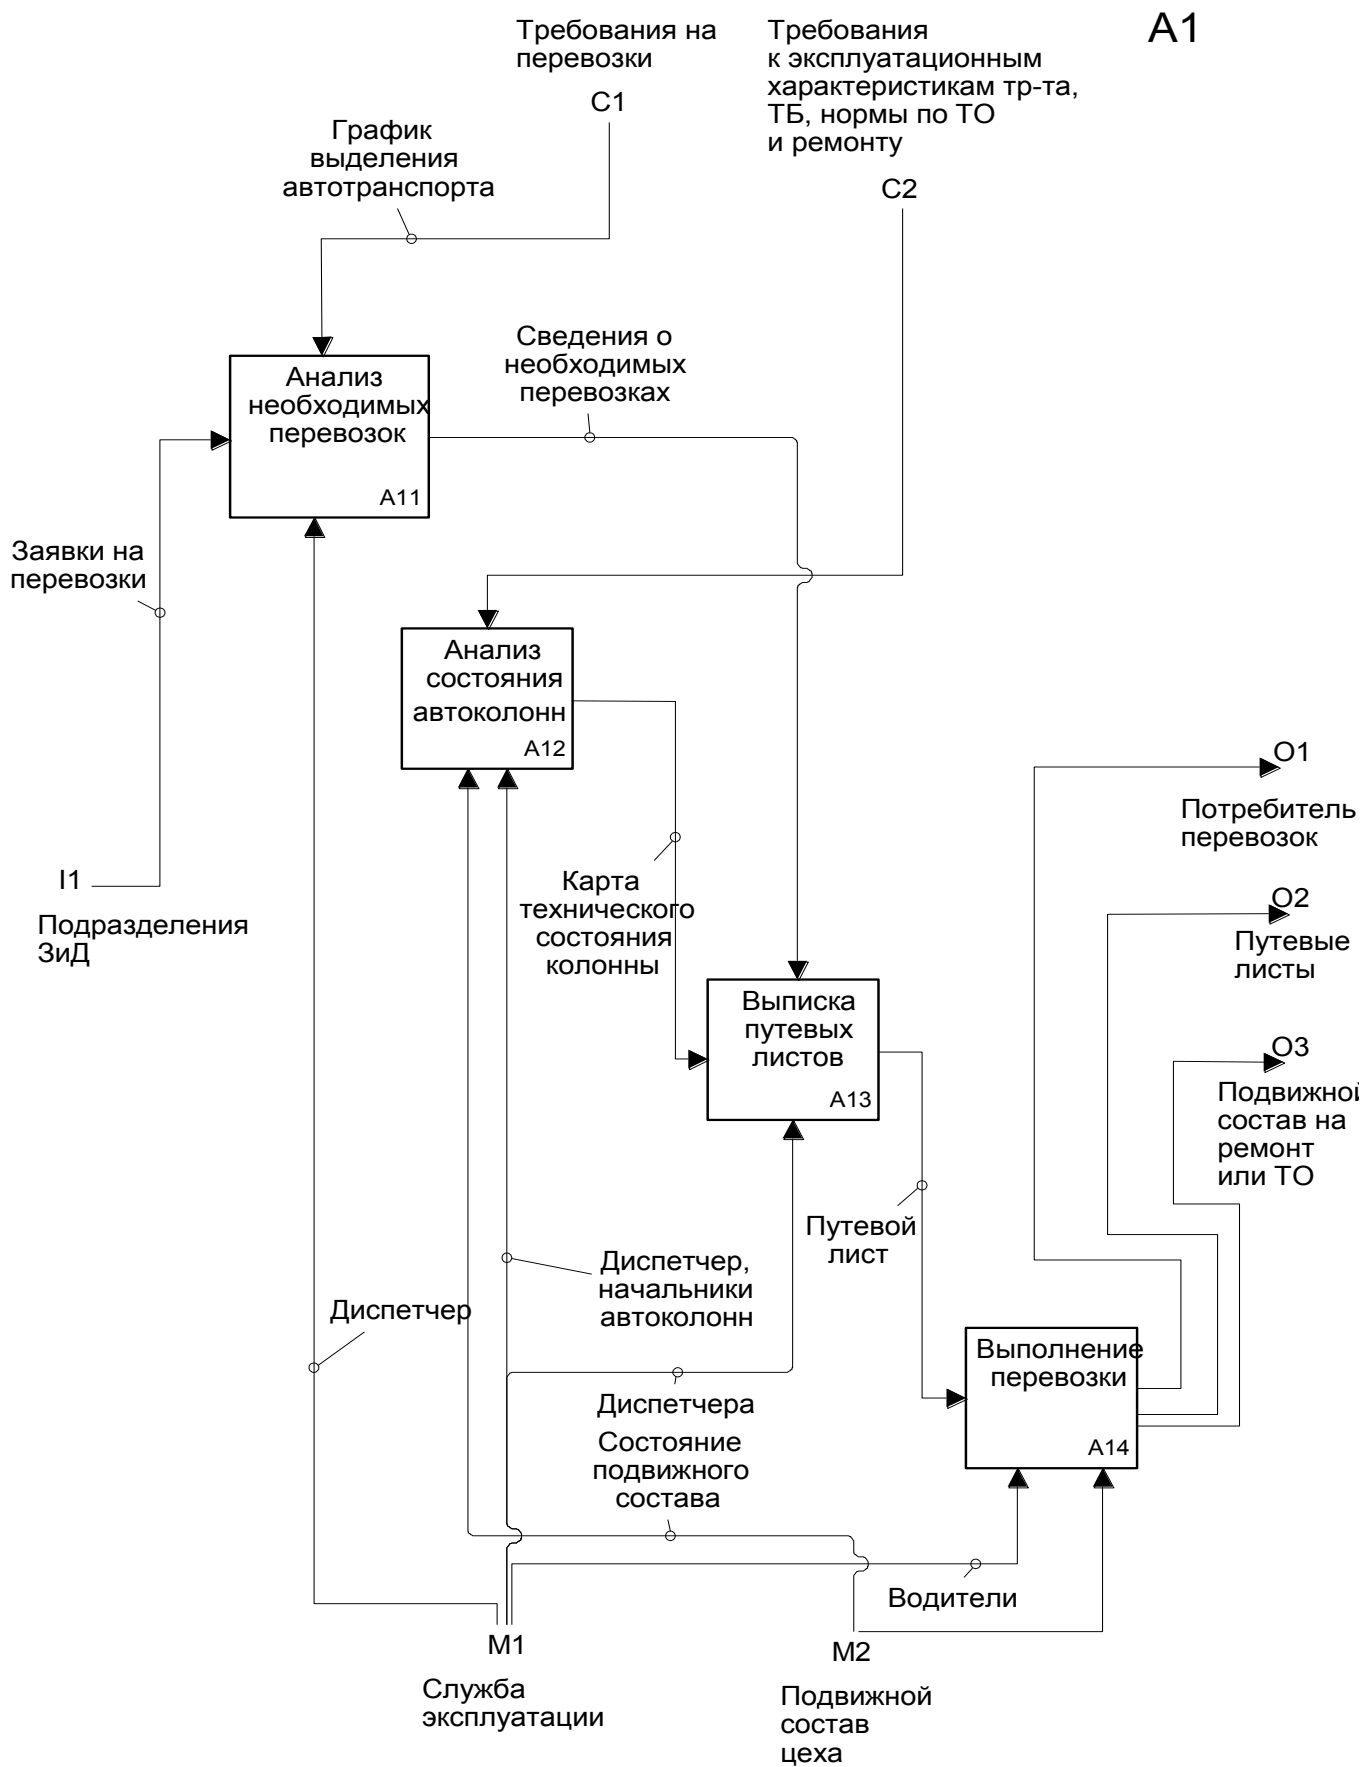 A1
Требования на
перевозки
C1
Требования
к эксплуатационным
характеристикам тр-та,
ТБ, нормы по ТО
и ремонту
C2
График
выделения
автотранспорта
Сведения о
необходимых
перевозках
Анализ
необходимых
перевозок
A11
Заявки на
перевозки
Анализ
состояния
автоколонн
A12
O1
Потребитель
перевозок
I1
Подразделения
ЗиД
Карта
технического
состояния
колонны
O2
Путевые
листы
Выписка
путевых
листов
A13
O3
Подвижной
состав на
ремонт
или ТО
Путевой
лист
Диспетчер,
начальники
автоколонн
Диспетчер
Выполнение
перевозки
A14
Диспетчера
Состояние
подвижного
состава
Водители
M1
Служба
эксплуатации
M2
Подвижной
состав
цеха